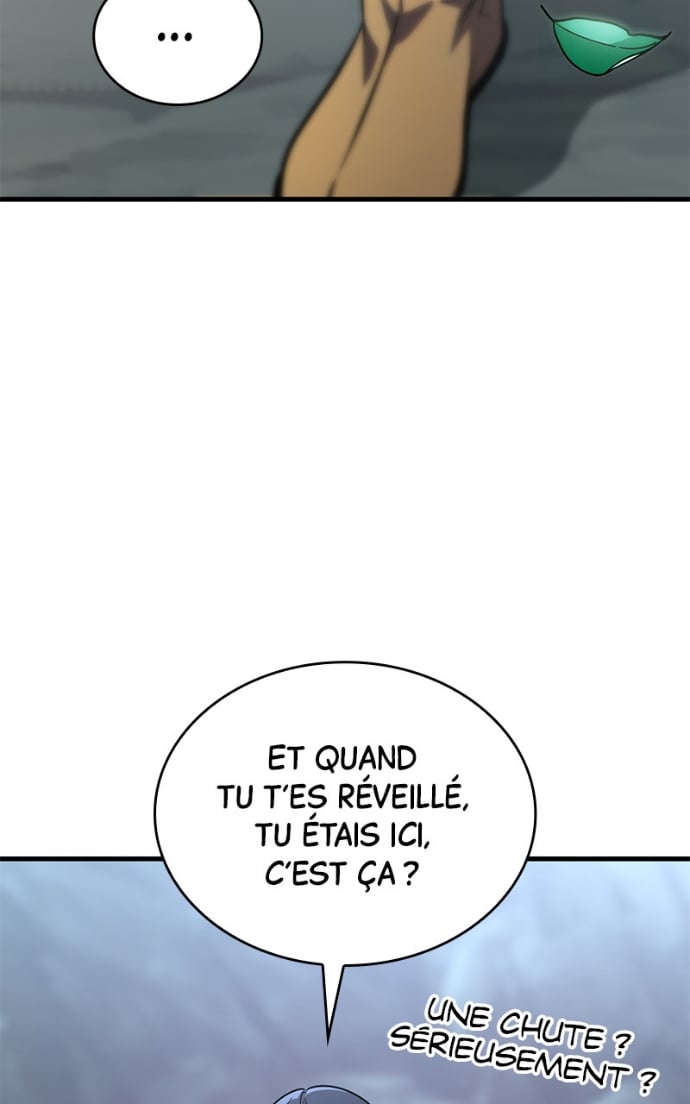 ...
ET QUAND
TU T'ES RÉVEILLÉ,
TU ÉTAIS ICI,
C'EST ÇA ?
UNE CHUTE ?
SÉRIEUSEMENT ?